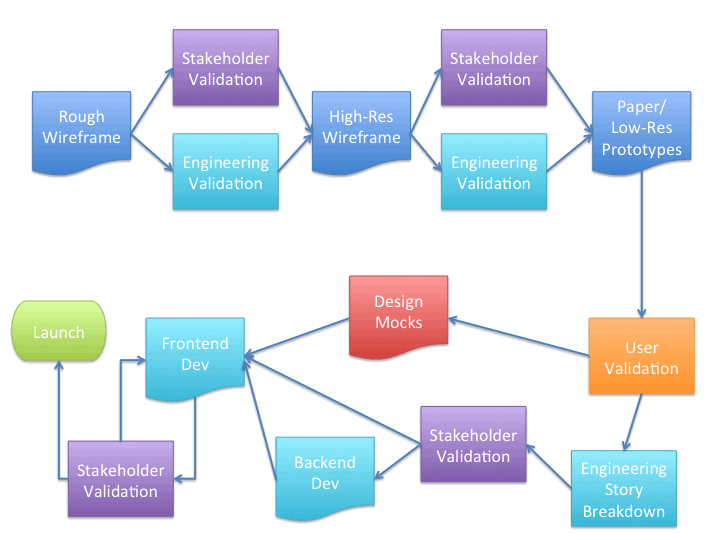 Stakeholder
Validation
Stakeholder
Validation
Rough
Wireframe
High-Res
Wireframe
Paper/
Low-Res
Prototypes
Engineering
Validation
Engineering
Validation
Design
Mocks
Launch
Frontend
Dev
User
Validation
Stakeholder
Validation
Stakeholder
Validation
Backend
Dev
Engineering
Story
Breakdown